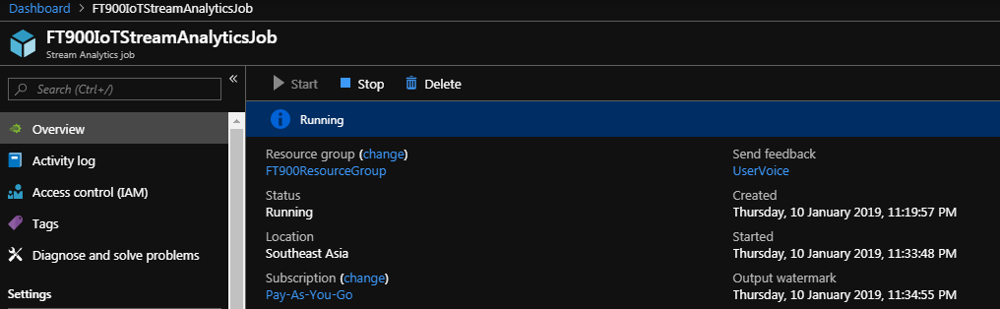 Dashboard > FT900IoTStreamAnalyticsJob
FT900IoTStreamAnalyticsJob
Stream Analytics job
Search (Ctrl+/)
«
Overview
Activity log
Access control (IAM)
Tags
Diagnose and solve problems
Settings
Start Stop Delete
Running
Resource group (change)
FT900ResourceGroup
Status
Running
Location
Southeast Asia
Subscription (change)
Pay-As-You-Go
Send feedback
UserVoice
Created
Thursday, 10 January 2019, 11:19:57 PM
Started
Thursday, 10 January 2019, 11:33:48 PM
Output watermark
Thursday, 10 January 2019, 11:34:55 PM